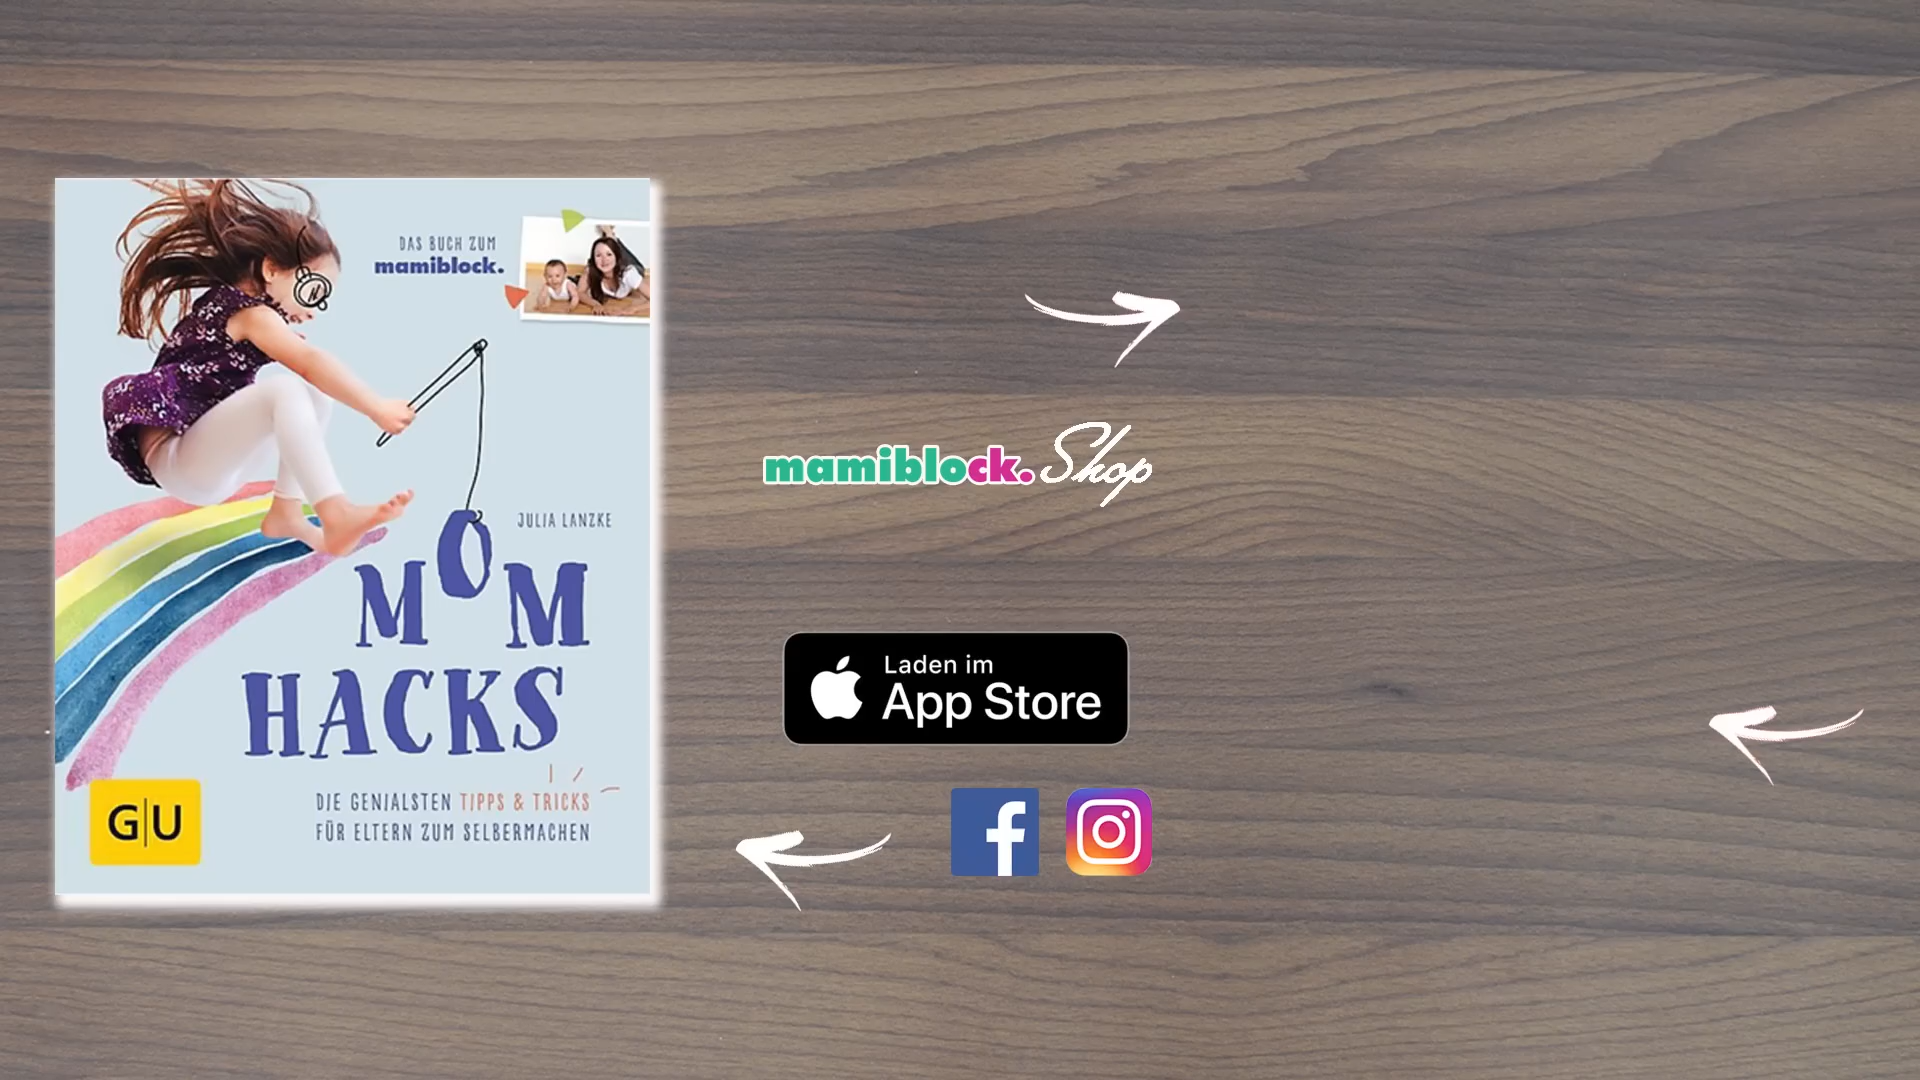 DAS BUCH ZUM
mamiblock.
JULIA LANZKE
MOM
HACKS
DIE GENIALSTEN TIPPS & TRICKS
FÜR ELTERN ZUM SELBERMACHEN
G|U
mamiblock. Shop
Laden im
App Store